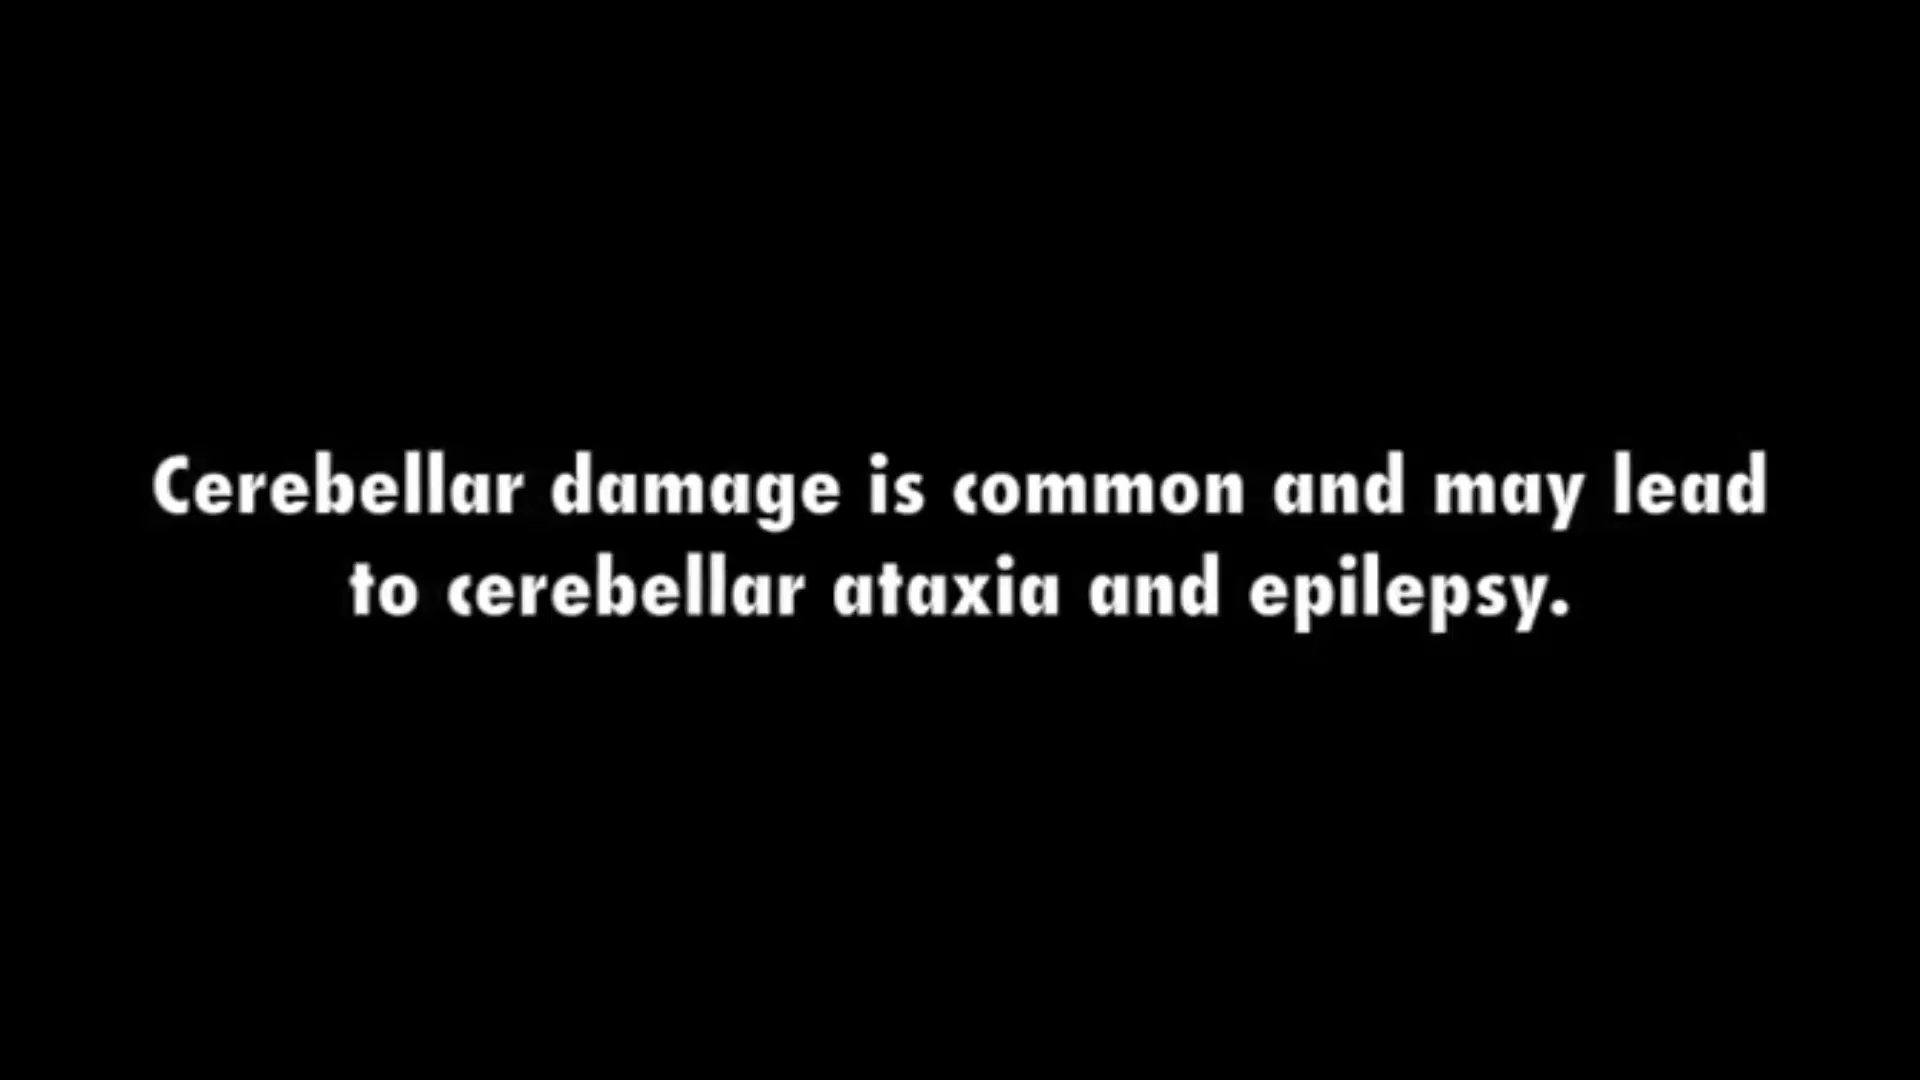 Cerebellar damage is common and may lead
to cerebellar ataxia and epilepsy.